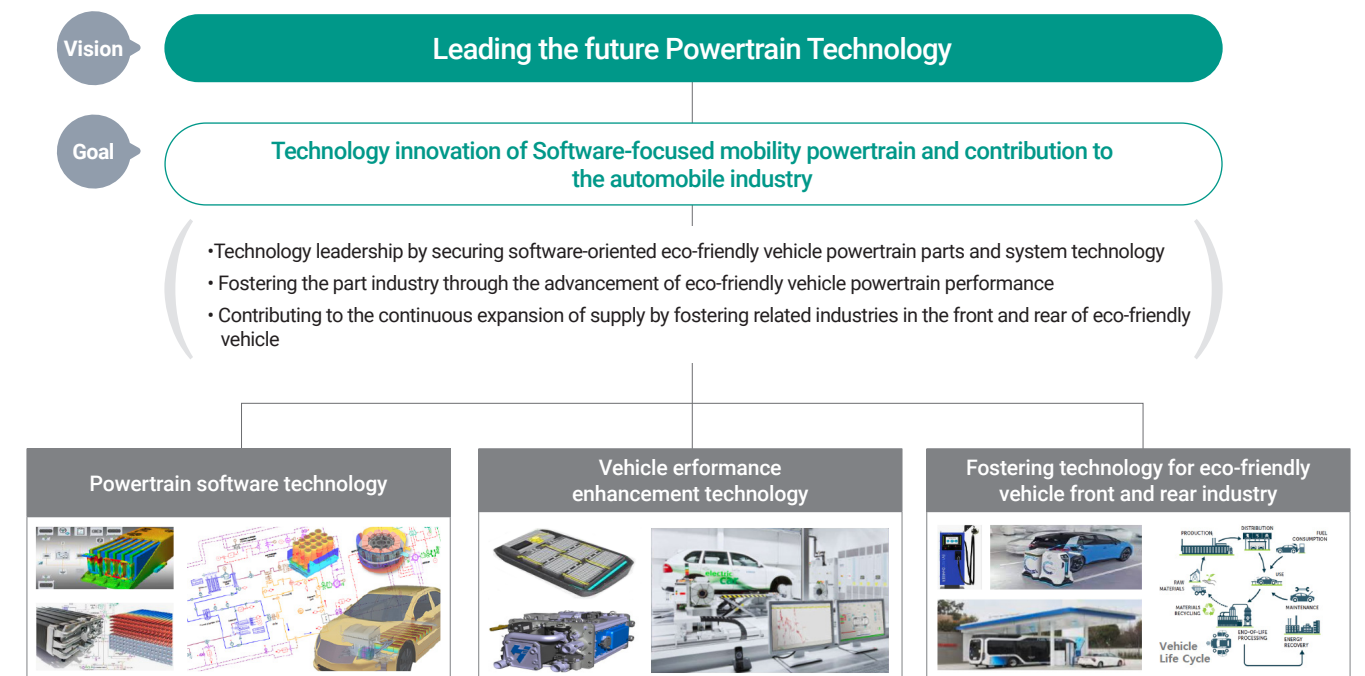 Vision
Leading the future Powertrain Technology
Goal
Technology innovation of Software-focused mobility powertrain and contribution to
the automobile industry
•Technology leadership by securing software-oriented eco-friendly vehicle powertrain parts and system technology
• Fostering the part industry through the advancement of eco-friendly vehicle powertrain performance
• Contributing to the continuous expansion of supply by fostering related industries in the front and rear of eco-friendly
vehicle
Powertrain software technology
Vehicle erformance
enhancement technology
Fostering technology for eco-friendly
vehicle front and rear industry
electric
Car
PRODUCTION
DISTRIBUTION
FUEL
CONSUMPTION
USE
RAW
MATERIALS
MATERIALS
RECYCLING
MAINTENANCE
END-OF-LIFE
PROCESSING
ENERGY
RECOVERY
Vehicle
Life Cycle